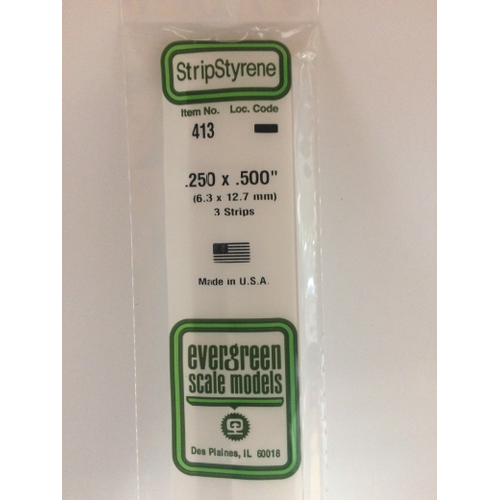 StripStyrene
Item No. Loc. Code
413
.250 x .500"
(6.3 x 12.7 mm)
3 Strips
Made in U.S.A.
evergreen
scale models
Des Plaines, IL 60018